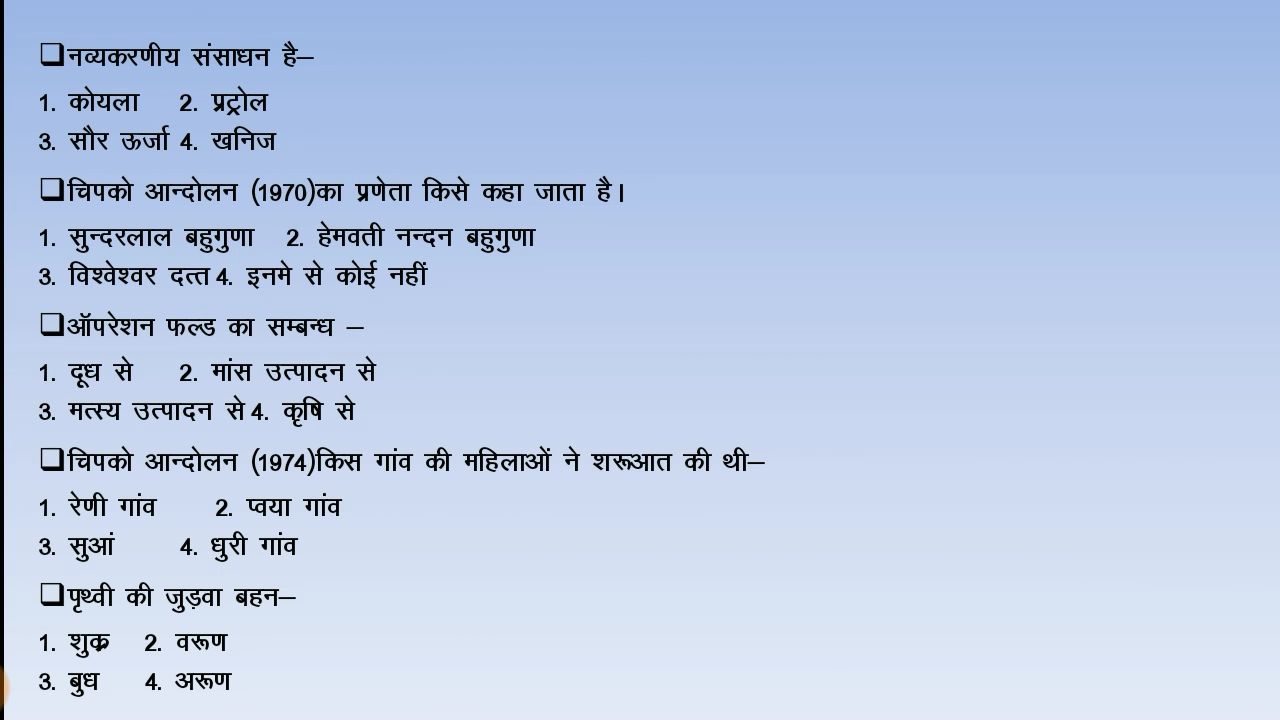 ❑नव्यकरणीय संसाधन है–
1. कोयला 2. प्रट्रोल
3. सौर ऊर्जा 4. खनिज
❑चिपको आन्दोलन (1970)का प्रणेता किसे कहा जाता है।
1. सुन्दरलाल बहुगुणा 2. हेमवती नन्दन बहुगुणा
3. विश्वेश्वर दत्त 4. इनमे से कोई नहीं
❑ऑपरेशन फल्ड का सम्बन्ध –
1. दूध से 2. मांस उत्पादन से
3. मत्स्य उत्पादन से 4. कृषि से
❑चिपको आन्दोलन (1974)किस गांव की महिलाओं ने शरूआत की थी–
1. रेणी गांव 2. प्वया गांव
3. सुआं 4. धुरी गांव
❑पृथ्वी की जुड़वा बहन–
1. शुक्र 2. वरूण
3. बुध 4. अरूण